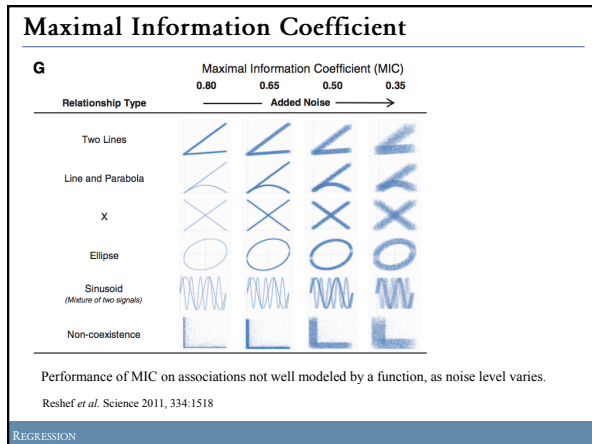 Maximal Information Coefficient
G
Maximal Information Coefficient (MIC)
0.80 0.65 0.50 0.35
Relationship Type Added Noise
Two Lines
Line and Parabola
X
Ellipse
Sinusoid
(Mixture of two signals)
Non-coexistence
Performance of MIC on associations not well modeled by a function, as noise level varies.
Reshef et al. Science 2011, 334:1518
REGRESSION